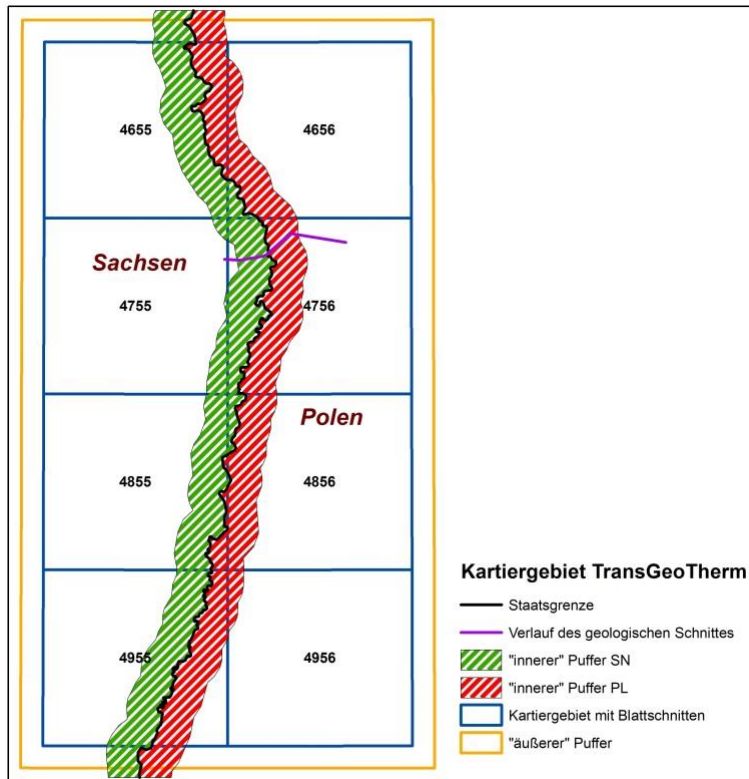 4655
4656
Sachsen
4755
4756
Polen
4855
4856
4955
4956
Kartiergebiet TransGeoTherm
Staatsgrenze
Verlauf des geologischen Schnittes
"innerer" Puffer SN
"innerer" Puffer PL
Kartiergebiet mit Blattschnitten
"äußerer" Puffer